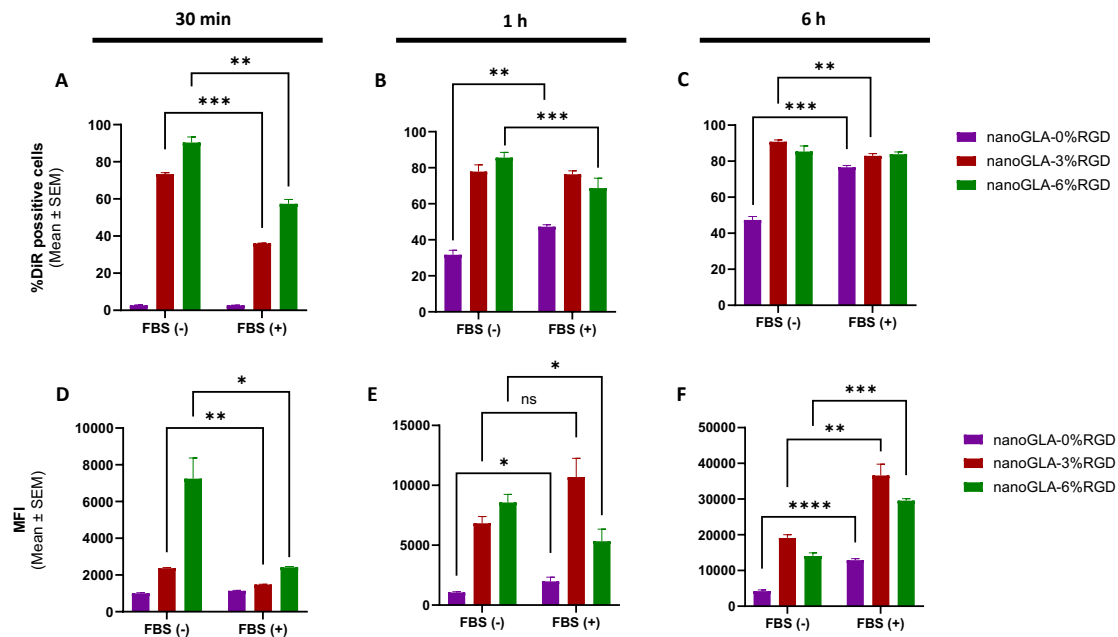 30 min
1 h
6 h
A
**
***
100
80
60
40
20
0
FBS (-)
FBS (+)
%DiR possitive cells
(Mean ± SEM)
B
**
***
100
80
60
40
20
0
FBS (-)
FBS (+)
C
**
***
100
80
60
40
20
0
FBS (-)
FBS (+)
nanoGLA-0%RGD
nanoGLA-3%RGD
nanoGLA-6%RGD
D
*
**
10000
8000
6000
4000
2000
0
FBS (-)
FBS (+)
MFI
(Mean ± SEM)
E
*
ns
*
15000
10000
5000
0
FBS (-)
FBS (+)
F
***
**
****
50000
40000
30000
20000
10000
0
FBS (-)
FBS (+)
nanoGLA-0%RGD
nanoGLA-3%RGD
nanoGLA-6%RGD